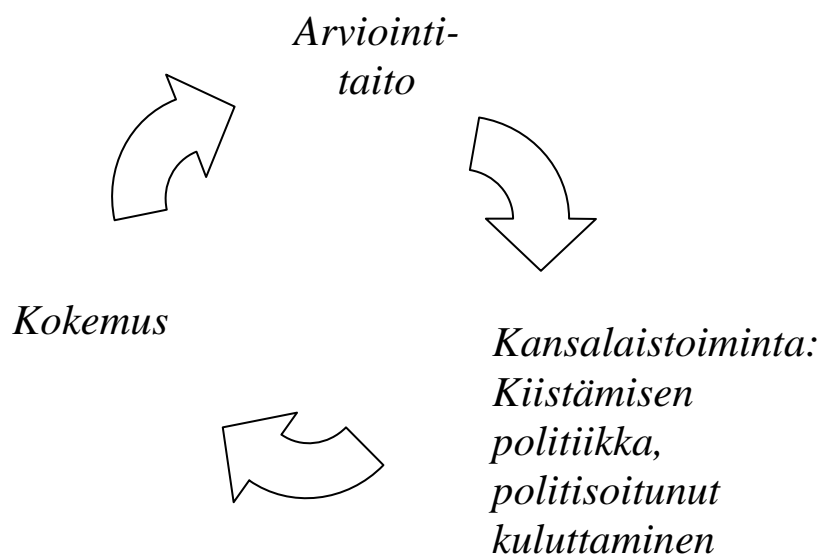 Arviointi-
taito
Kokemus
Kansalaistoiminta:
Kiistämisen
politiikka,
politisoitunut
kuluttaminen